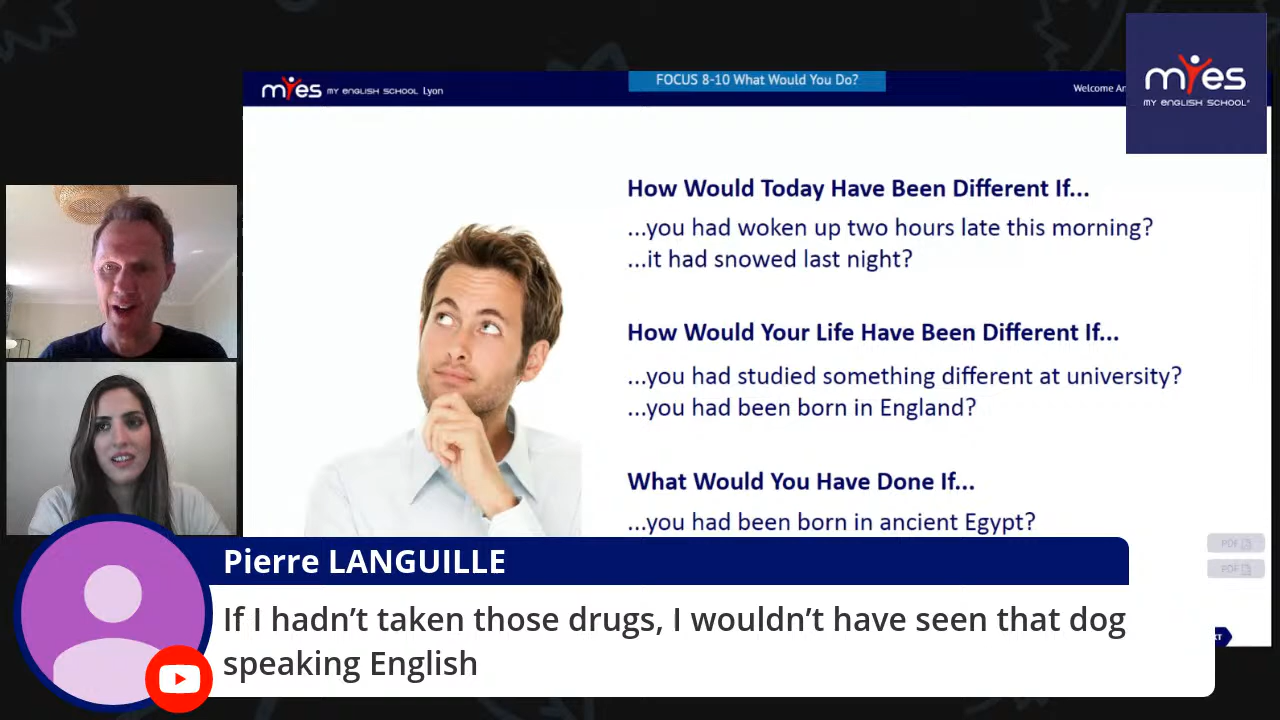 myes
MY ENGLISH SCHOOL Lyon
FOCUS 8-10 What Would You Do?
Welcome
myes
MY ENGLISH SCHOOL
How Would Today Have Been Different If...
...you had woken up two hours late this morning?
...it had snowed last night?
How Would Your Life Have Been Different If...
...you had studied something different at university?
...you had been born in England?
What Would You Have Done If...
...you had been born in ancient Egypt?
PDF
PDF
Pierre LANGUILLE
If I hadn’t taken those drugs, I wouldn’t have seen that dog
speaking English